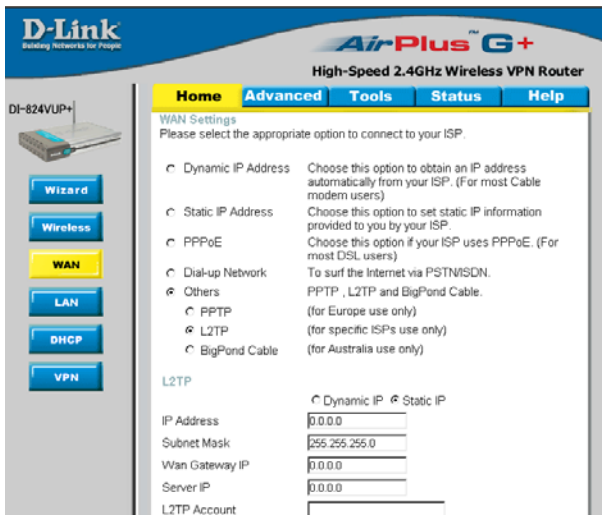 D-Link
Building Networks for People
AirPlus G+
™
High-Speed 2.4GHz Wireless VPN Router
DI-824VUP+
Home Advanced Tools Status Help
Wizard
Wireless
WAN
LAN
DHCP
VPN
WAN Settings
Please select the appropriate option to connect to your ISP.
Dynamic IP Address Choose this option to obtain an IP address
automatically from your ISP. (For most Cable
modem users)
Static IP Address Choose this option to set static IP information
provided to you by your ISP.
PPPoE Choose this option if your ISP uses PPPoE. (For
most DSL users)
Dial-up Network To surf the Internet via PSTN/ISDN.
Others PPTP , L2TP and BigPond Cable.
PPTP (for Europe use only)
L2TP (for specific ISPs use only)
BigPond Cable (for Australia use only)
L2TP
Dynamic IP Static IP
IP Address 0.0.0.0
Subnet Mask 255.255.255.0
Wan Gateway IP 0.0.0.0
Server IP 0.0.0.0
L2TP Account